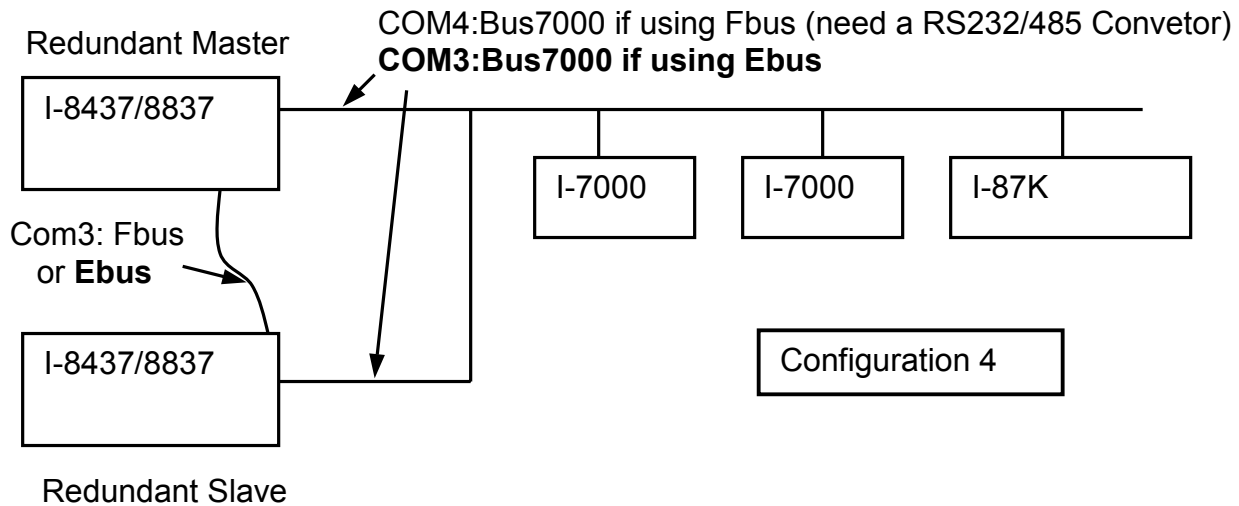 COM4:Bus7000 if using Fbus (need a RS232/485 Convetor)
Redundant Master
COM3:Bus7000 if using Ebus
I-8437/8837
I-7000
I-7000
I-87K
Com3: Fbus
or Ebus
I-8437/8837
Configuration 4
Redundant Slave